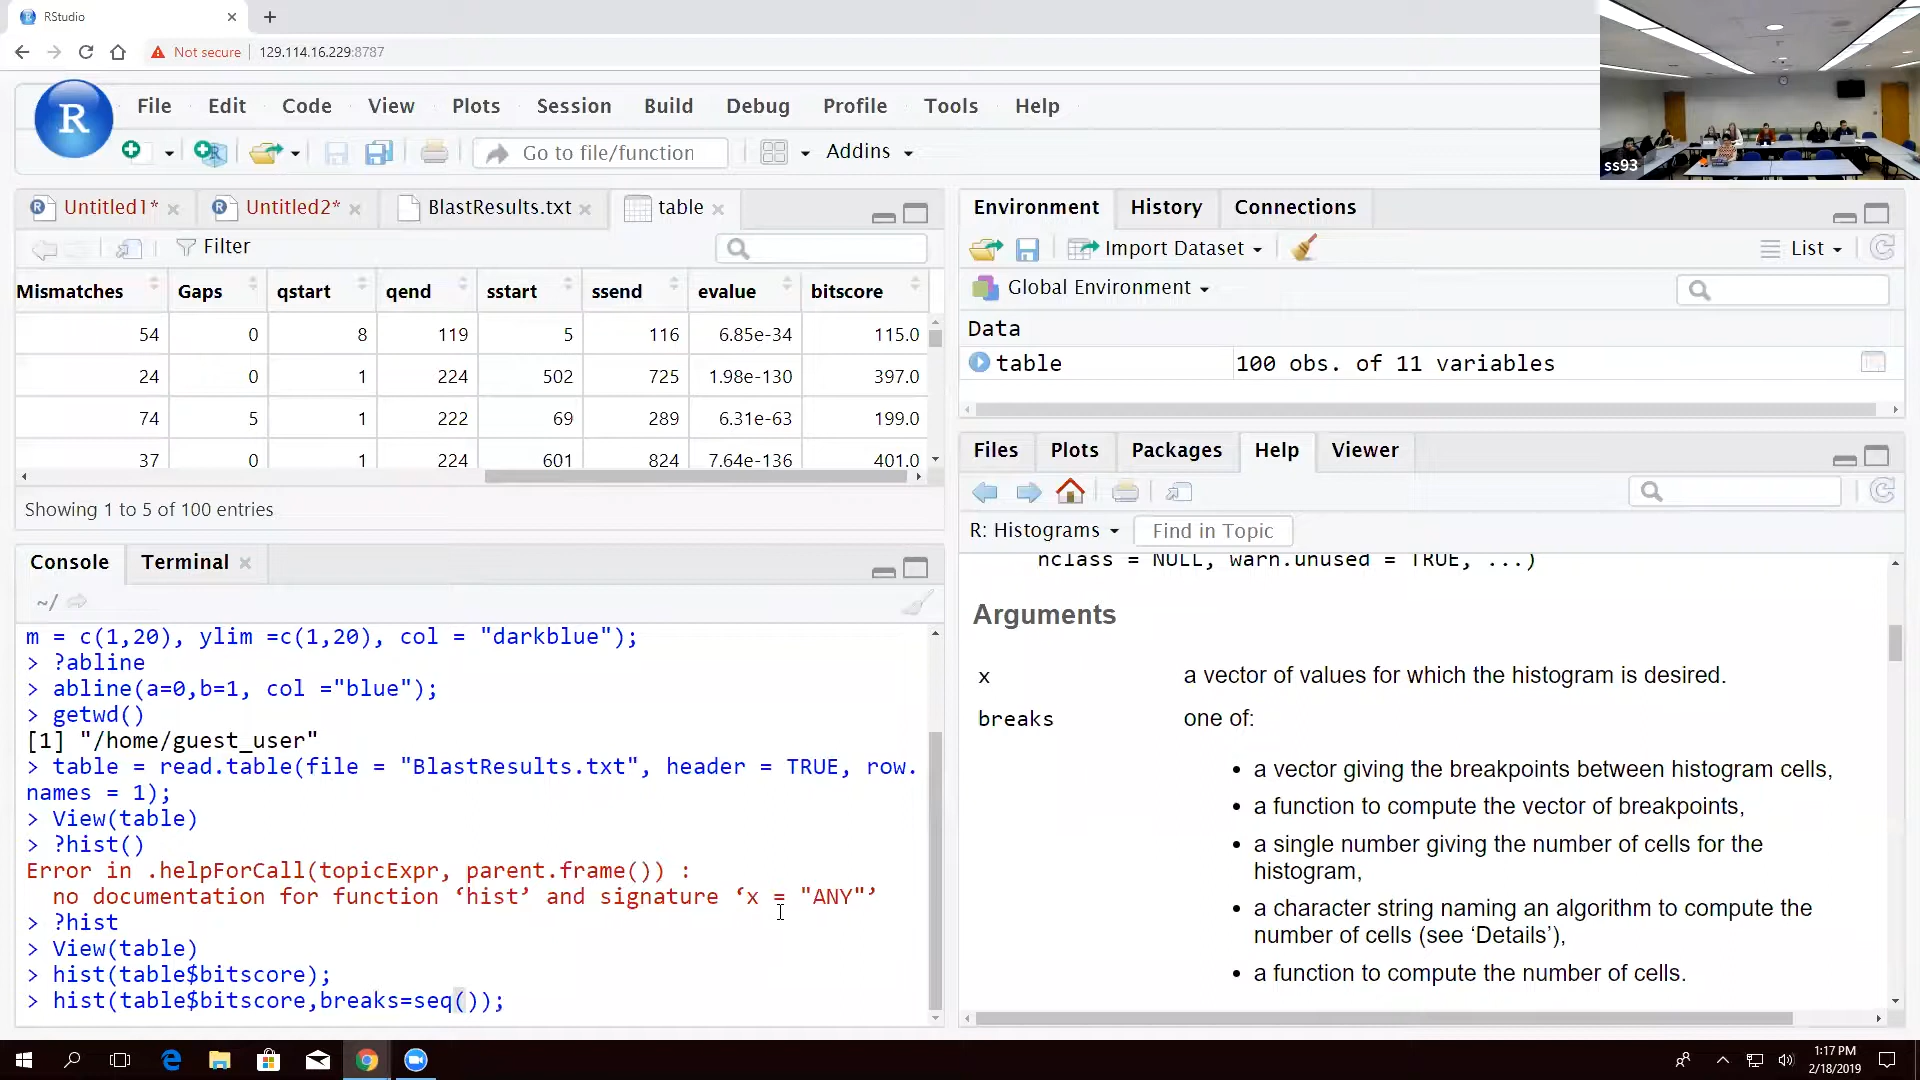 RStudio
Not secure 129.114.16.229:8787
ss93
R File Edit Code View Plots Session Build Debug Profile Tools Help
Go to file/function Addins
Untitled1* Untitled2* BlastResults.txt table
Filter
Mismatches Gaps qstart qend sstart ssend evalue bitscore
54 0 8 119 5 116 6.85e-34 115.0
24 0 1 224 502 725 1.98e-130 397.0
74 5 1 222 69 289 6.31e-63 199.0
37 0 1 224 601 824 7.64e-136 401.0
Showing 1 to 5 of 100 entries
Console Terminal
~/
m = c(1,20), ylim =c(1,20), col = "darkblue");
> ?abline
> abline(a=0,b=1, col ="blue");
> getwd()
[1] "/home/guest_user"
> table = read.table(file = "BlastResults.txt", header = TRUE, row.
names = 1);
> View(table)
> ?hist()
Error in .helpForCall(topicExpr, parent.frame()) :
no documentation for function ‘hist’ and signature ‘x = "ANY"’
> ?hist
> View(table)
> hist(table$bitscore);
> hist(table$bitscore,breaks=seq());
Environment History Connections
Import Dataset List
Global Environment
Data
table 100 obs. of 11 variables
Files Plots Packages Help Viewer
R: Histograms Find in Topic
nclass = NULL, warn.unused = TRUE, ...)
Arguments
x a vector of values for which the histogram is desired.
breaks one of:
• a vector giving the breakpoints between histogram cells,
• a function to compute the vector of breakpoints,
• a single number giving the number of cells for the
histogram,
• a character string naming an algorithm to compute the
number of cells (see ‘Details’),
• a function to compute the number of cells.
1:17 PM
2/18/2019